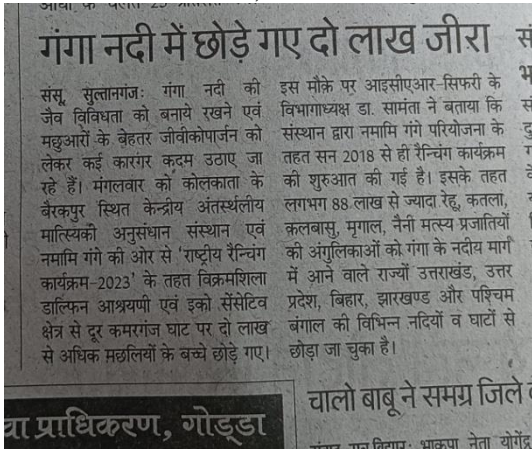 गंगा नदी में छोड़े गए दो लाख जीरा
संसू, सुल्तानगंजः गंगा नदी की
जैव विविधता को बनाये रखने एवं
मछुआरों के बेहतर जीवीकोपार्जन को
लेकर कई कारगर कदम उठाए जा
रहे हैं। मंगलवार को कोलकाता के
बैरकपुर स्थित केन्द्रीय अंतर्स्थलीय
मात्स्यिकी अनुसंधान संस्थान एवं
नमामि गंगे की ओर से 'राष्ट्रीय रैन्चिंग
कार्यक्रम-2023' के तहत विक्रमशिला
डाल्फिन आश्रयणी एवं इको सेंसेटिव
क्षेत्र से दूर कमरगंज घाट पर दो लाख
से अधिक मछलियों के बच्चे छोड़े गए।
इस मौके पर आइसीएआर-सिफरी के
विभागाध्यक्ष डा. सामंता ने बताया कि
संस्थान द्वारा नमामि गंगे परियोजना के
तहत सन 2018 से ही रैन्चिंग कार्यक्रम
की शुरुआत की गई है। इसके तहत
लगभग 88 लाख से ज्यादा रेहू, कतला,
कलबासु, मृगाल, नैनी मत्स्य प्रजातियों
की अंगुलिकाओं को गंगा के नदीय मार्ग
में आने वाले राज्यों उत्तराखंड, उत्तर
प्रदेश, बिहार, झारखण्ड और पश्चिम
बंगाल की विभिन्न नदियों व घाटों से
छोड़ा जा चुका है।
प्राधिकरण, गोड्डा
चालो बाबू ने समग्र जिले
भाकपा नेता योगेंद्र